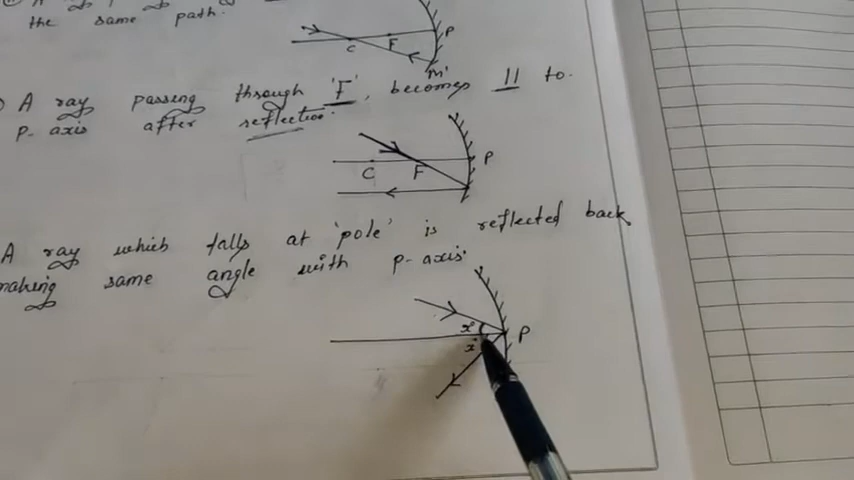 the same path.
C F P
M'
A ray passing through 'F', becomes || to
p-axis after reflection.
C F P
A ray which falls at 'pole' is reflected back
making same angle with p-axis
x° P
x°